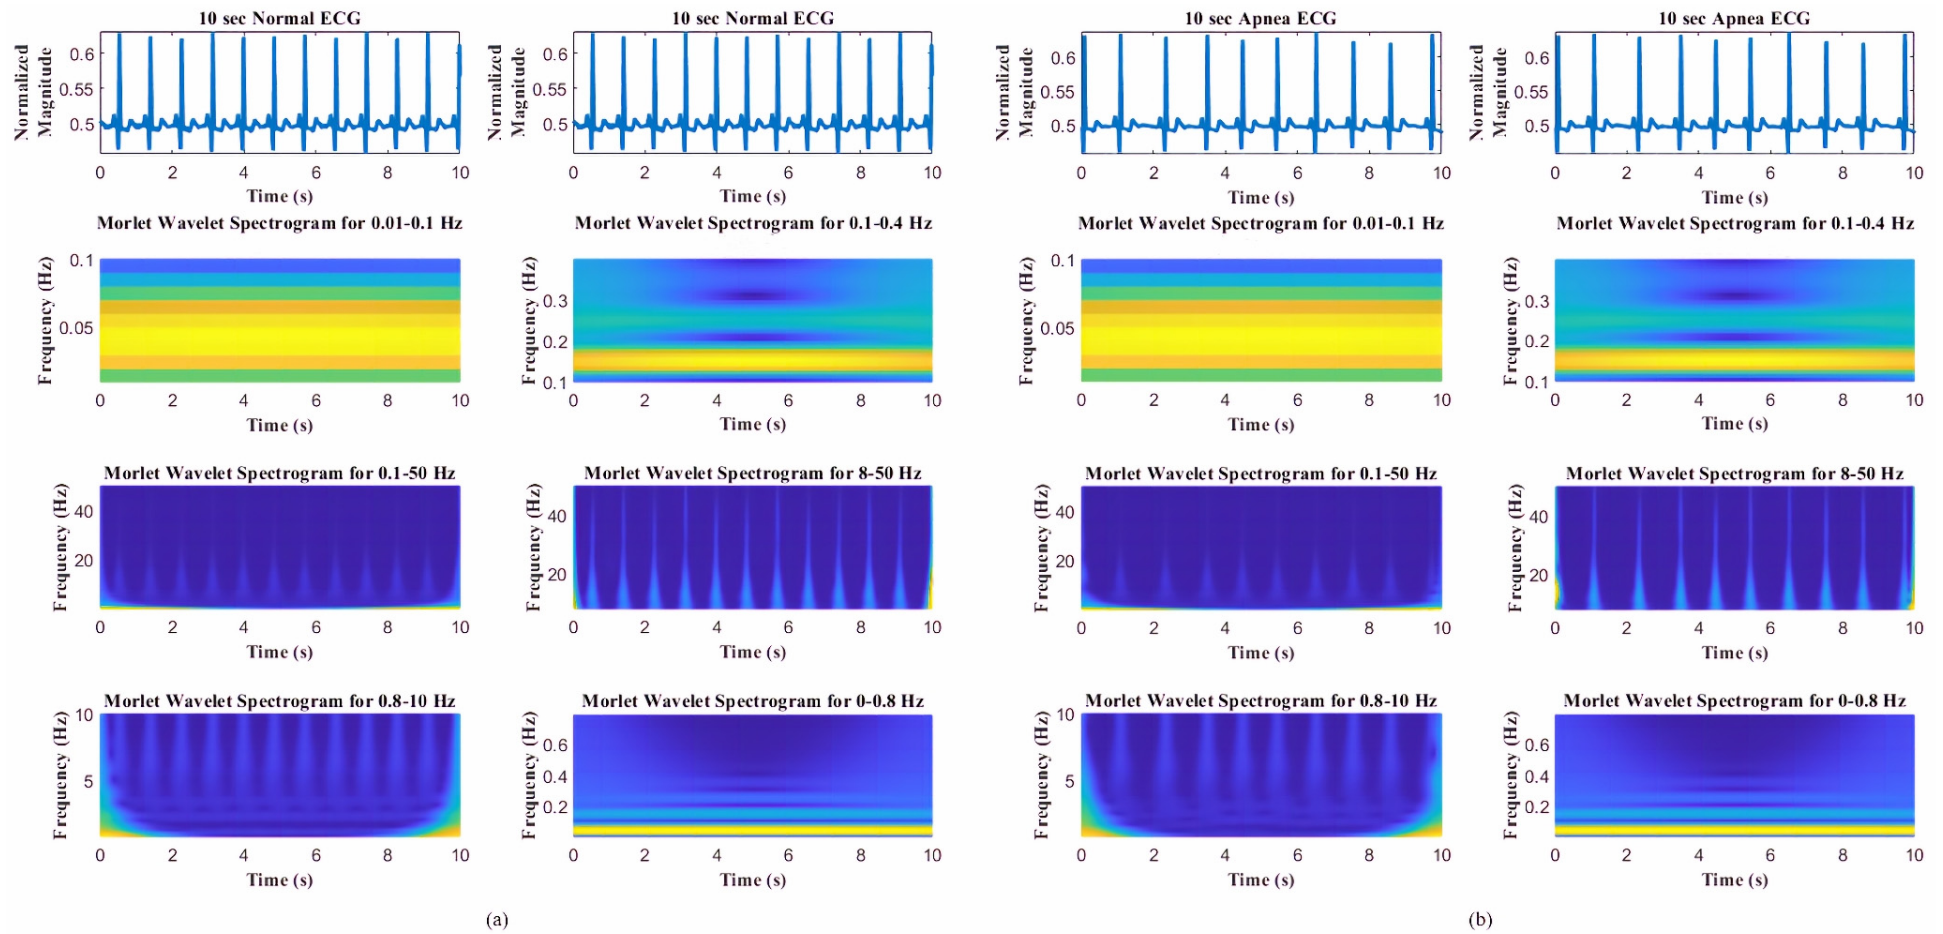 10 sec Normal ECG
10 sec Normal ECG
10 sec Apnea ECG
10 sec Apnea ECG
Normalized
Magnitude
0.6
0.55
0.5
0 2 4 6 8 10
Time (s)
Normalized
Magnitude
0.6
0.55
0.5
0 2 4 6 8 10
Time (s)
Normalized
Magnitude
0.6
0.55
0.5
0 2 4 6 8 10
Time (s)
Normalized
Magnitude
0.6
0.55
0.5
0 2 4 6 8 10
Time (s)
Morlet Wavelet Spectrogram for 0.01-0.1 Hz
Frequency (Hz)
0.1
0.05
0 2 4 6 8 10
Time (s)
Morlet Wavelet Spectrogram for 0.1-0.4 Hz
Frequency (Hz)
0.3
0.2
0.1
0 2 4 6 8 10
Time (s)
Morlet Wavelet Spectrogram for 0.01-0.1 Hz
Frequency (Hz)
0.1
0.05
0 2 4 6 8 10
Time (s)
Morlet Wavelet Spectrogram for 0.1-0.4 Hz
Frequency (Hz)
0.3
0.2
0.1
0 2 4 6 8 10
Time (s)
Morlet Wavelet Spectrogram for 0.1-50 Hz
Frequency (Hz)
40
20
0 2 4 6 8 10
Time (s)
Morlet Wavelet Spectrogram for 8-50 Hz
Frequency (Hz)
40
20
0 2 4 6 8 10
Time (s)
Morlet Wavelet Spectrogram for 0.1-50 Hz
Frequency (Hz)
40
20
0 2 4 6 8 10
Time (s)
Morlet Wavelet Spectrogram for 8-50 Hz
Frequency (Hz)
40
20
0 2 4 6 8 10
Time (s)
Morlet Wavelet Spectrogram for 0.8-10 Hz
Frequency (Hz)
10
5
0 2 4 6 8 10
Time (s)
Morlet Wavelet Spectrogram for 0-0.8 Hz
Frequency (Hz)
0.6
0.4
0.2
0 2 4 6 8 10
Time (s)
Morlet Wavelet Spectrogram for 0.8-10 Hz
Frequency (Hz)
10
5
0 2 4 6 8 10
Time (s)
Morlet Wavelet Spectrogram for 0-0.8 Hz
Frequency (Hz)
0.6
0.4
0.2
0 2 4 6 8 10
Time (s)
(a)
(b)